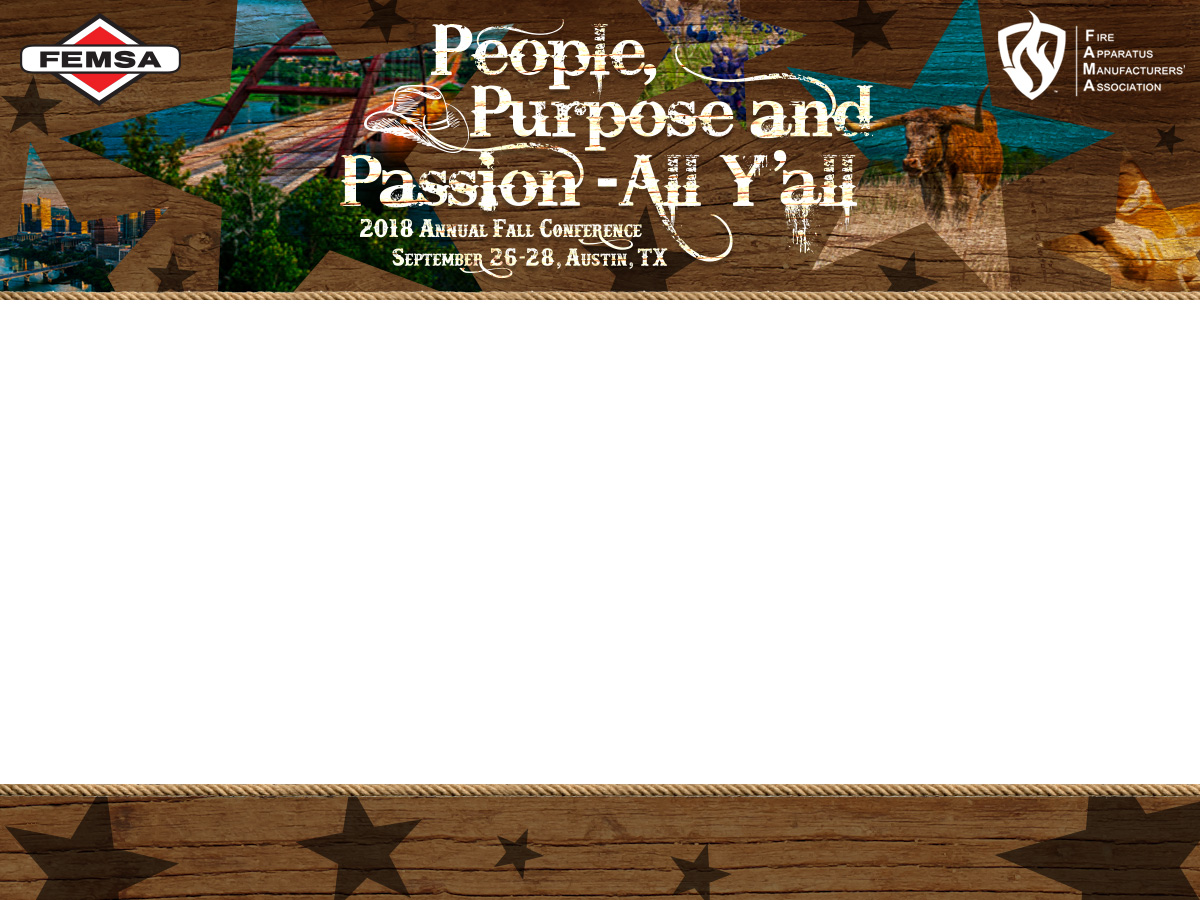 FEMSA
People,
Purpose and
Passion - All Y'all
2018 Annual Fall Conference
September 26-28, Austin, TX
Fire
Apparatus
Manufacturers'
Association